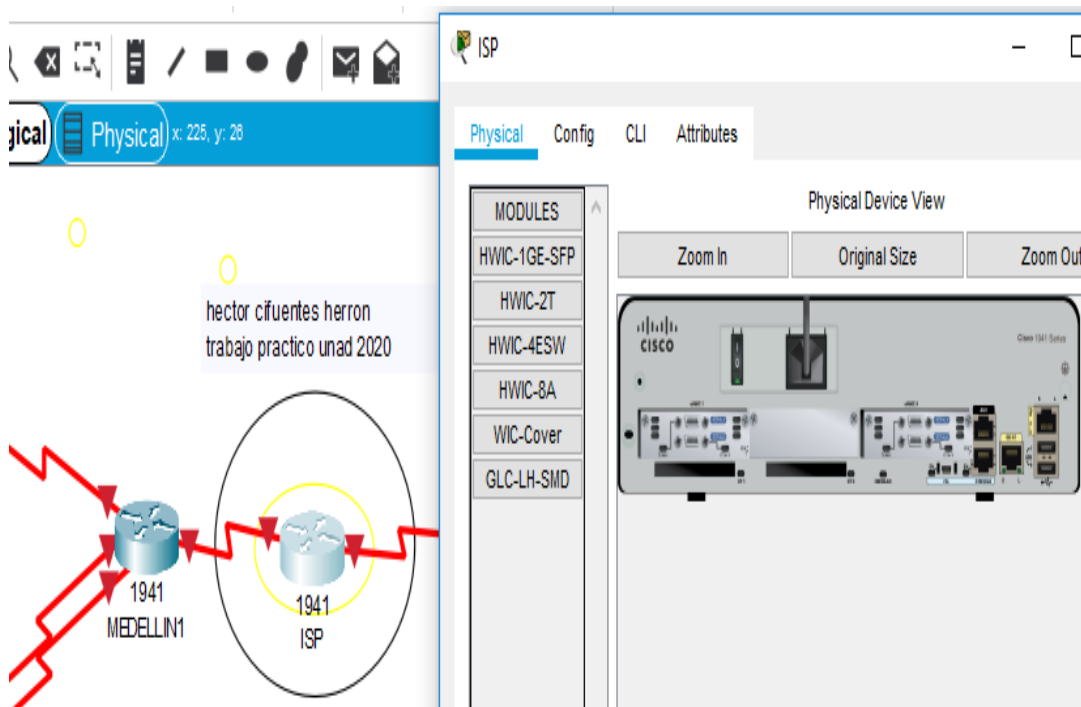 ISP
gical
Physical
x: 225, y: 26
Physical
Config
CLI
Attributes
MODULES
HWIC-1GE-SFP
HWIC-2T
HWIC-4ESW
HWIC-8A
WIC-Cover
GLC-LH-SMD
Physical Device View
Zoom In
Original Size
Zoom Out
CISCO
Cisco 1941 Series
hector cifuentes herron
trabajo practico unad 2020
1941
MEDELLIN1
1941
ISP